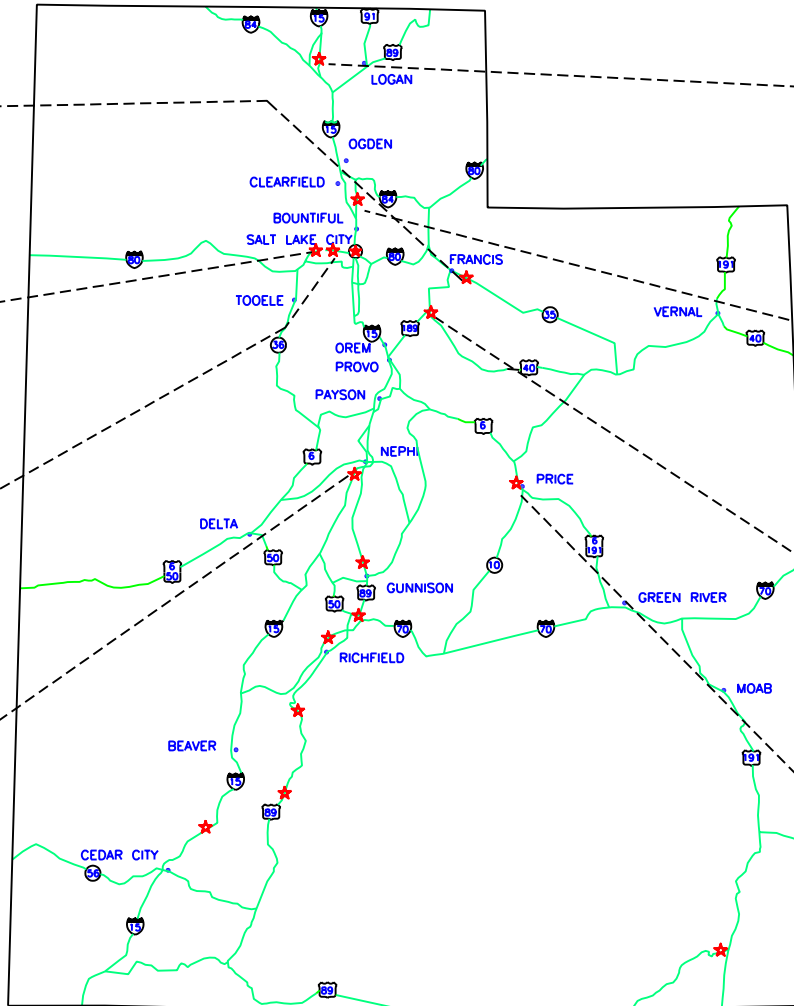 15
91
84
89
LOGAN
15
OGDEN
80
CLEARFIELD
84
BOUNTIFUL
SALT LAKE CITY
80
80
FRANCIS
191
TOOELE
35
VERNAL
15
189
36
OREM
40
PROVO
40
PAYSON
6
6
NEPHI
PRICE
DELTA
6
191
50
10
6
50
GUNNISON
89
70
GREEN RIVER
50
15
70
70
RICHFIELD
MOAB
BEAVER
191
15
89
CEDAR CITY
56
15
89